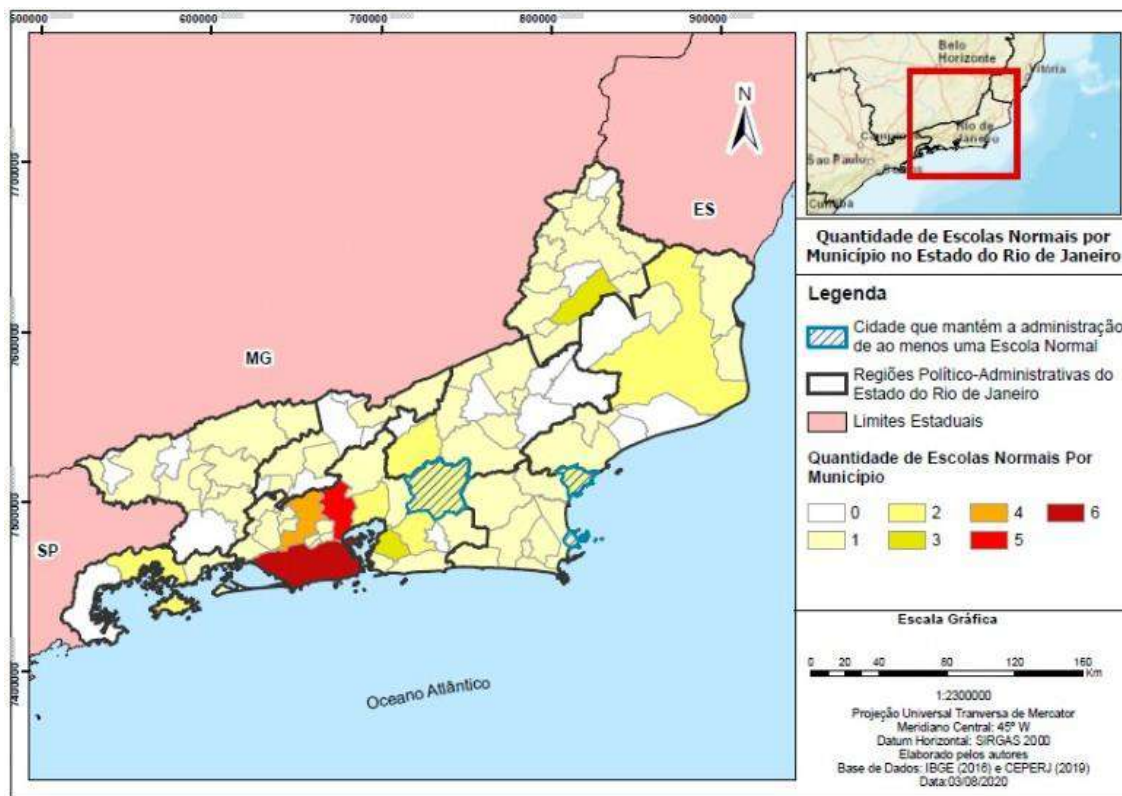 500000 600000 700000 800000 900000
7700000
7600000
7500000
7400000
N
ES
MG
SP
Oceano Atlântico
Belo
Horizonte
Vitória
Rio de
Janeiro
Sao Paulo
Curitiba
Quantidade de Escolas Normais por
Município no Estado do Rio de Janeiro
Legenda
Cidade que mantém a administração
de ao menos uma Escola Normal
Regiões Político-Administrativas do
Estado do Rio de Janeiro
Limites Estaduais
Quantidade de Escolas Normais Por
Município
0 2 4 6
1 3 5
Escala Gráfica
0 20 40 80 120 160
Km
1:2300000
Projeção Universal Tranversa de Mercator
Meridiano Central: 45º W
Datum Horizontal: SIRGAS 2000
Elaborado pelos autores
Base de Dados: IBGE (2016) e CEPERJ (2019)
Data:03/08/2020